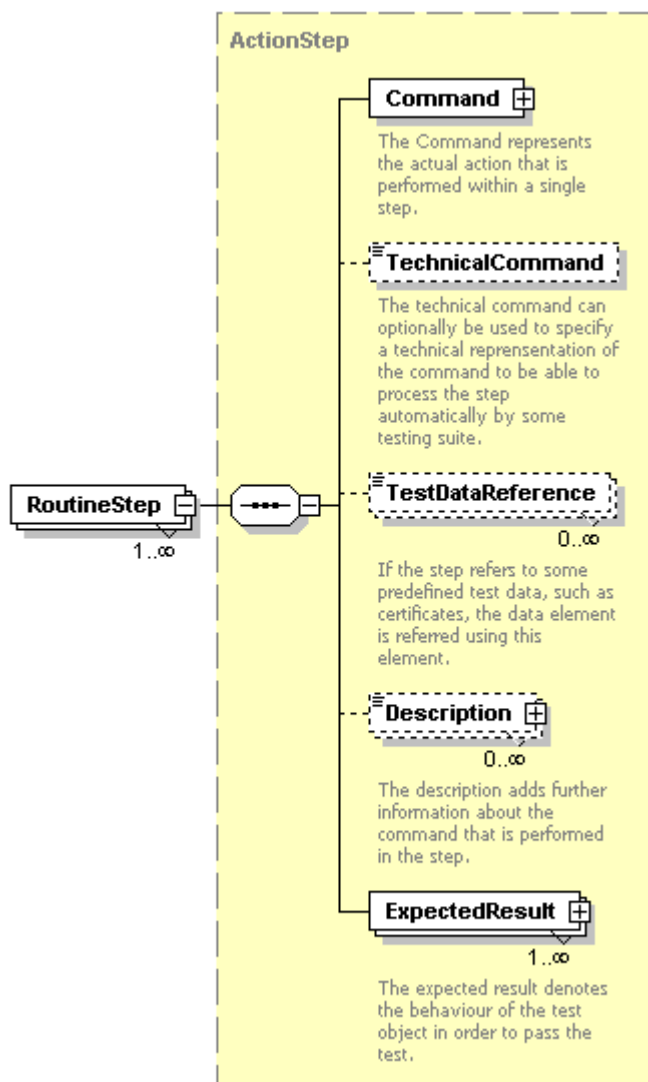 ActionStep
Command
The Command represents
the actual action that is
performed within a single
step.
TechnicalCommand
The technical command can
optionally be used to specify
a technical reprensentation of
the command to be able to
process the step
automatically by some
testing suite.
RoutineStep
1..∞
TestDataReference
0..∞
If the step refers to some
predefined test data, such as
certificates, the data element
is referred using this
element.
Description
0..∞
The description adds further
information about the
command that is performed
in the step.
ExpectedResult
1..∞
The expected result denotes
the behaviour of the test
object in order to pass the
test.